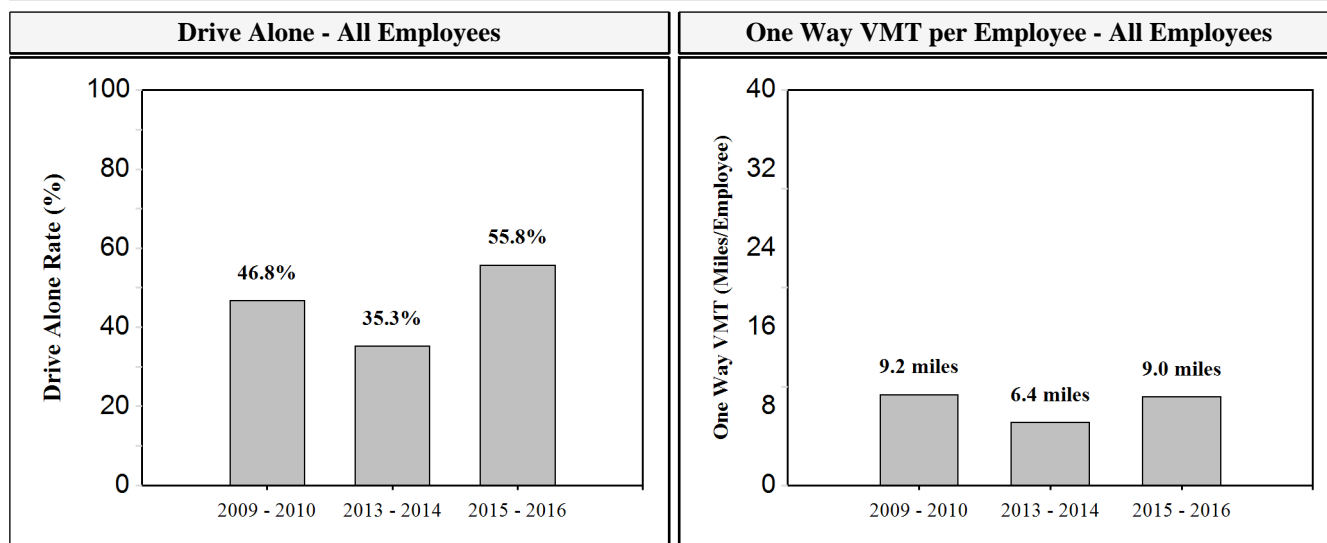 Drive Alone - All Employees
One Way VMT per Employee - All Employees
Drive Alone Rate (%)
100
80
60
40
20
0
46.8%
35.3%
55.8%
2009 - 2010
2013 - 2014
2015 - 2016
One Way VMT (Miles/Employee)
40
32
24
16
8
0
9.2 miles
6.4 miles
9.0 miles
2009 - 2010
2013 - 2014
2015 - 2016